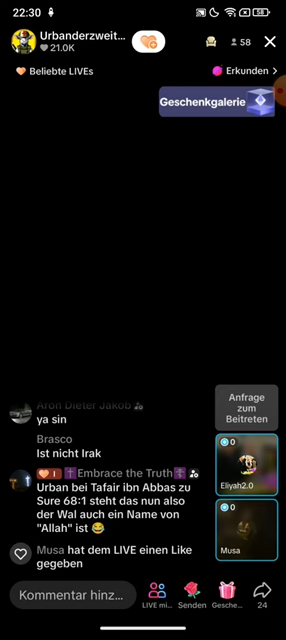 22:30
58
Urbanderzweit...
21.0K
58
Beliebte LIVEs
Erkunden >
Geschenkgalerie
Aron Dieter Jakob
ya sin
Anfrage
zum
Beitreten
Brasco
Ist nicht Irak
0
Eliyah2.0
Embrace the Truth
Urban bei Tafair ibn Abbas zu
Sure 68:1 steht das nun also
der Wal auch ein Name von
"Allah" ist 😂
0
Musa
Musa hat dem LIVE einen Like
gegeben
Kommentar hinz...
LIVE mi...
Senden
Gesche...
24